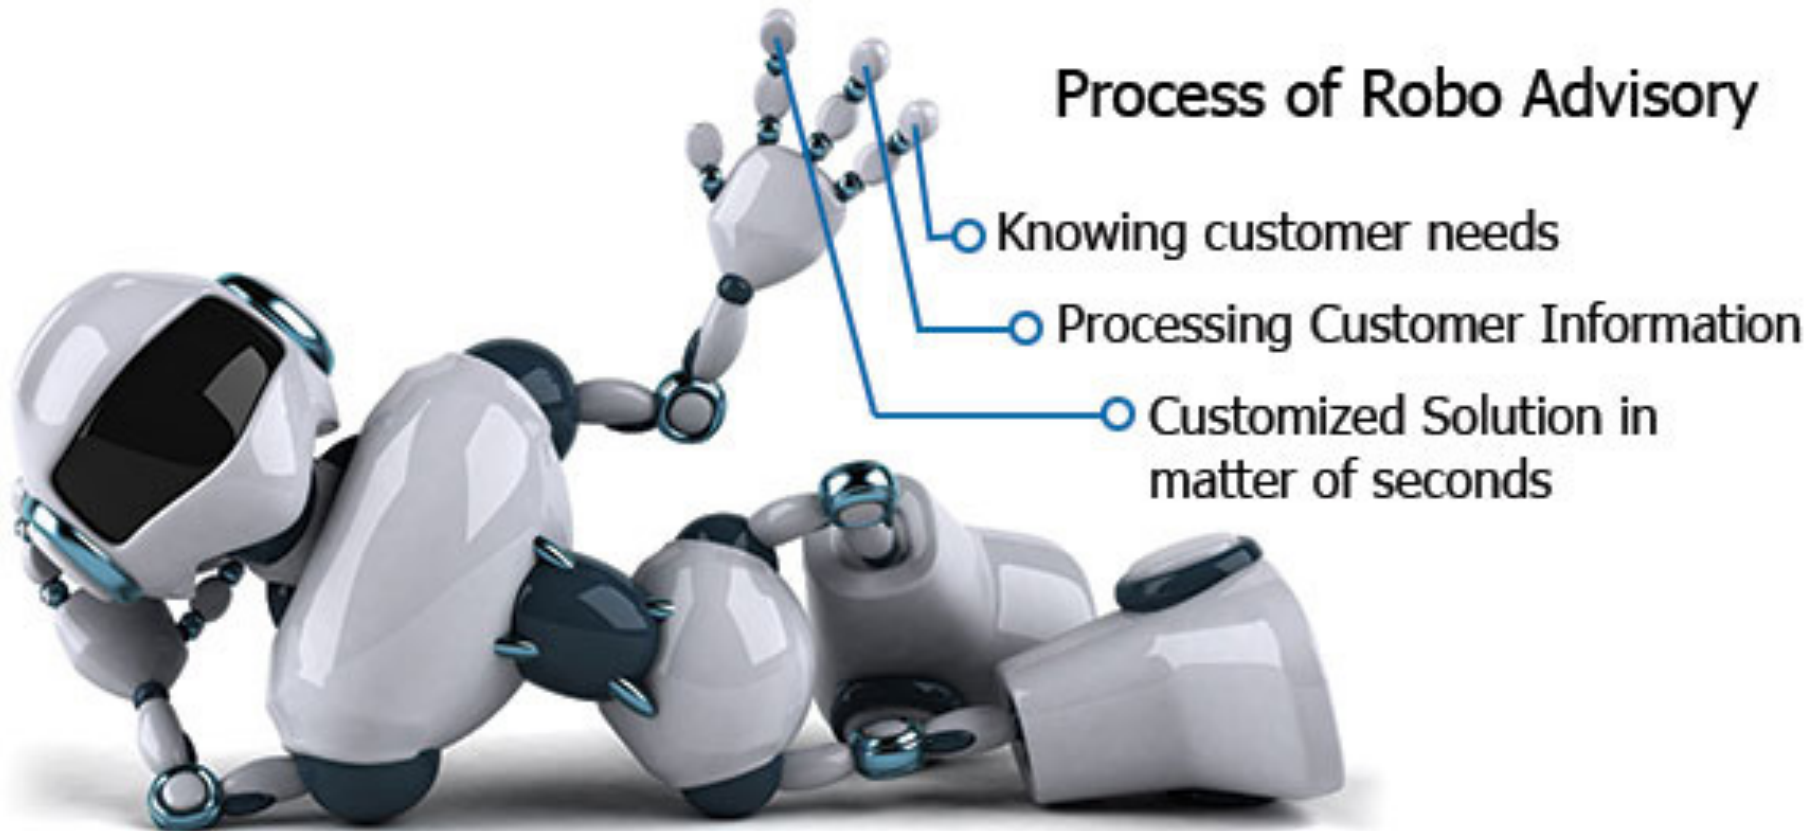 Process of Robo Advisory
Knowing customer needs
Processing Customer Information
Customized Solution in
matter of seconds